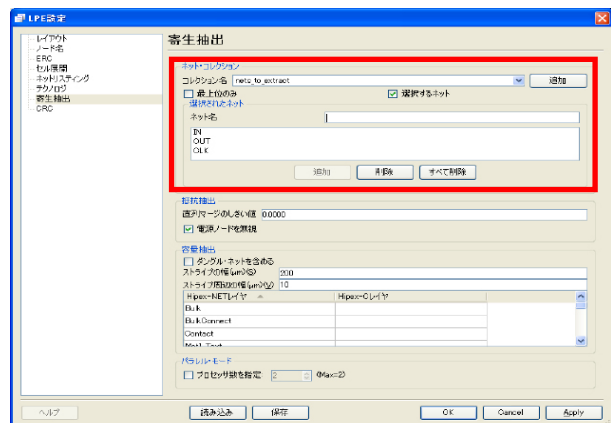 LPE設定
レイアウト
ノード名
ERC
セル展開
ネットリスティング
テクノロジ
寄生抽出
CRC
寄生抽出
ネット・コレクション
コレクション名 nets_to_extract 追加
最上位のみ 選択するネット
選択されたネット
ネット名
IN
OUT
CLK
追加 削除 すべて削除
抵抗抽出
直列マージのしきい値 0.0000
電源ノードを無視
容量抽出
ダングル・ネットを含める
ストライプの幅(μm)(S) 200
ストライプ周辺の幅(μm)(V) 10
Hipex-NETレイヤ Hipex-Cレイヤ
Bulk
BulkConnect
Contact
パラレル・モード
プロセッサ数を指定 2 (Max=2)
ヘルプ 読み込み 保存 OK Cancel Apply